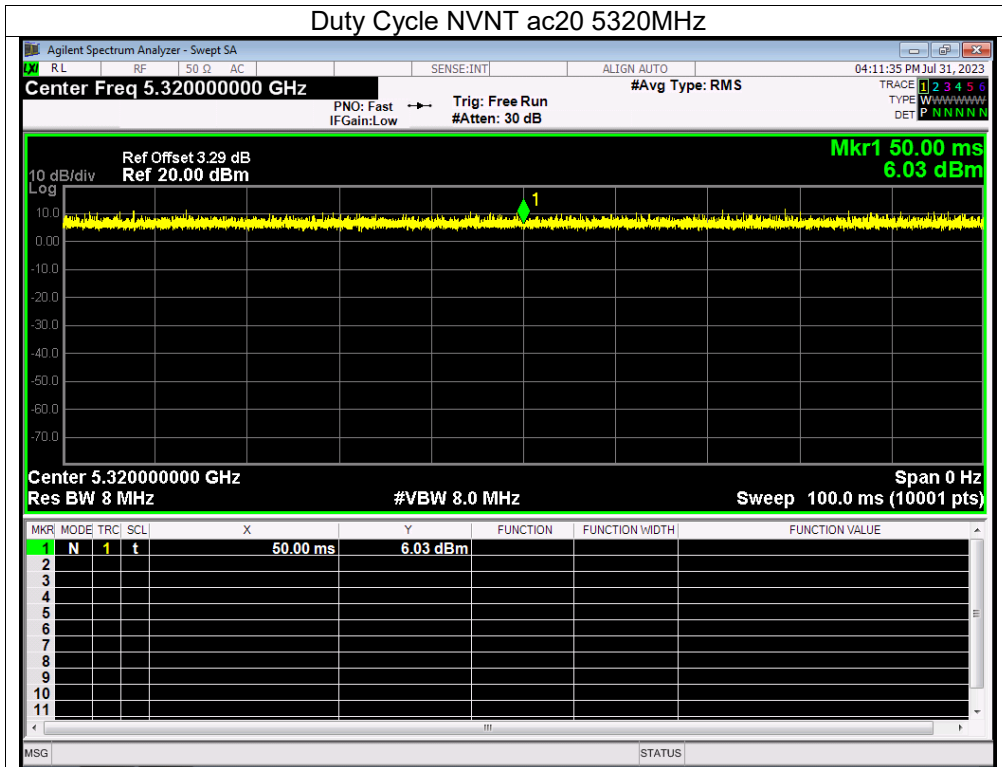 Duty Cycle NVNT ac20 5320MHz
Agilent Spectrum Analyzer - Swept SA
LXI RL RF 50 Ω AC SENSE:INT ALIGN AUTO 04:11:35 PM Jul 31, 2023
Center Freq 5.320000000 GHz #Avg Type: RMS TRACE 1 2 3 4 5 6
PNO: Fast Trig: Free Run TYPE WWWWWW
IFGain:Low #Atten: 30 dB DET P N N N N N
Mkr1 50.00 ms
Ref Offset 3.29 dB
10 dB/div Ref 20.00 dBm 6.03 dBm
Log
1
10.0
0.00
-10.0
-20.0
-30.0
-40.0
-50.0
-60.0
-70.0
Center 5.320000000 GHz Span 0 Hz
Res BW 8 MHz #VBW 8.0 MHz Sweep 100.0 ms (10001 pts)
MKR MODE TRC SCL X Y FUNCTION FUNCTION WIDTH FUNCTION VALUE
1 N 1 t 50.00 ms 6.03 dBm
2
3
4
5
6
7
8
9
10
11
MSG STATUS